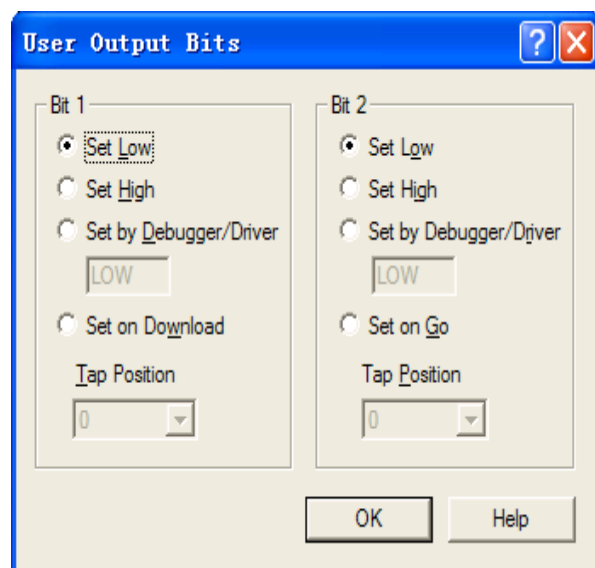 User Output Bits
Bit 1
Set Low
Set High
Set by Debugger/Driver
LOW
Set on Download
Tap Position
0
Bit 2
Set Low
Set High
Set by Debugger/Driver
LOW
Set on Go
Tap Position
0
OK
Help